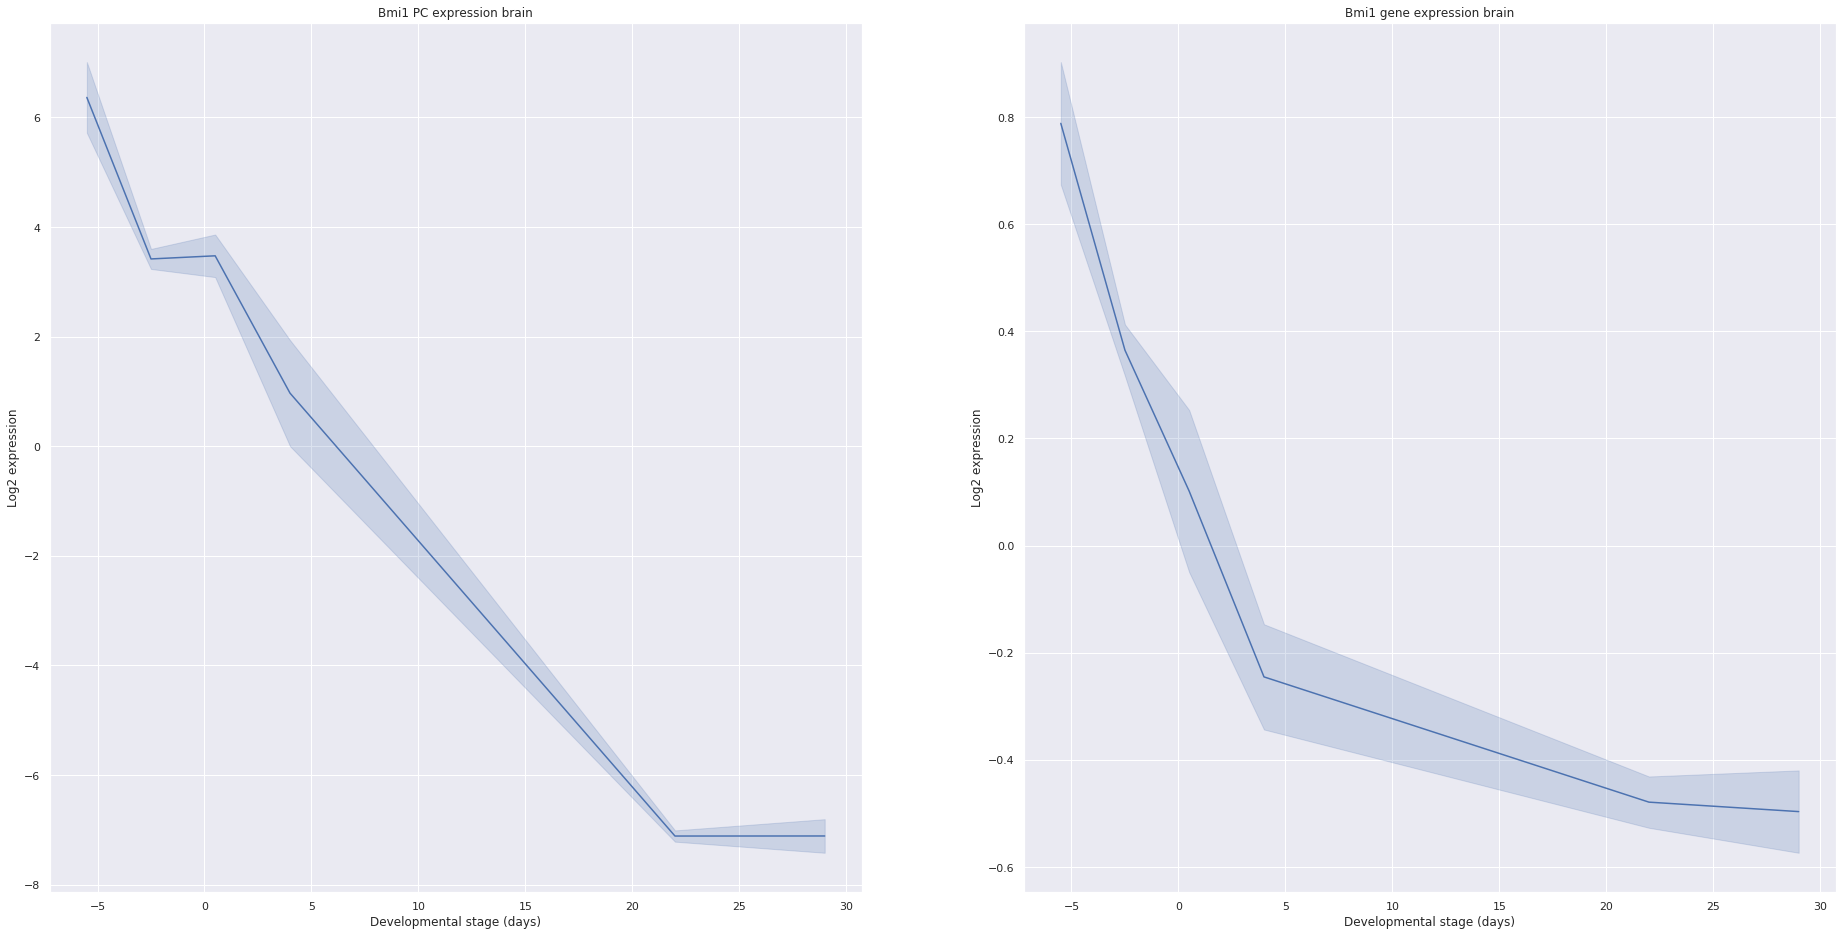 Bmi1 PC expression brain
Log2 expression
6
4
2
0
−2
−4
−6
−8
−5 0 5 10 15 20 25 30
Developmental stage (days)
Bmi1 gene expression brain
Log2 expression
0.8
0.6
0.4
0.2
0.0
−0.2
−0.4
−0.6
−5 0 5 10 15 20 25 30
Developmental stage (days)